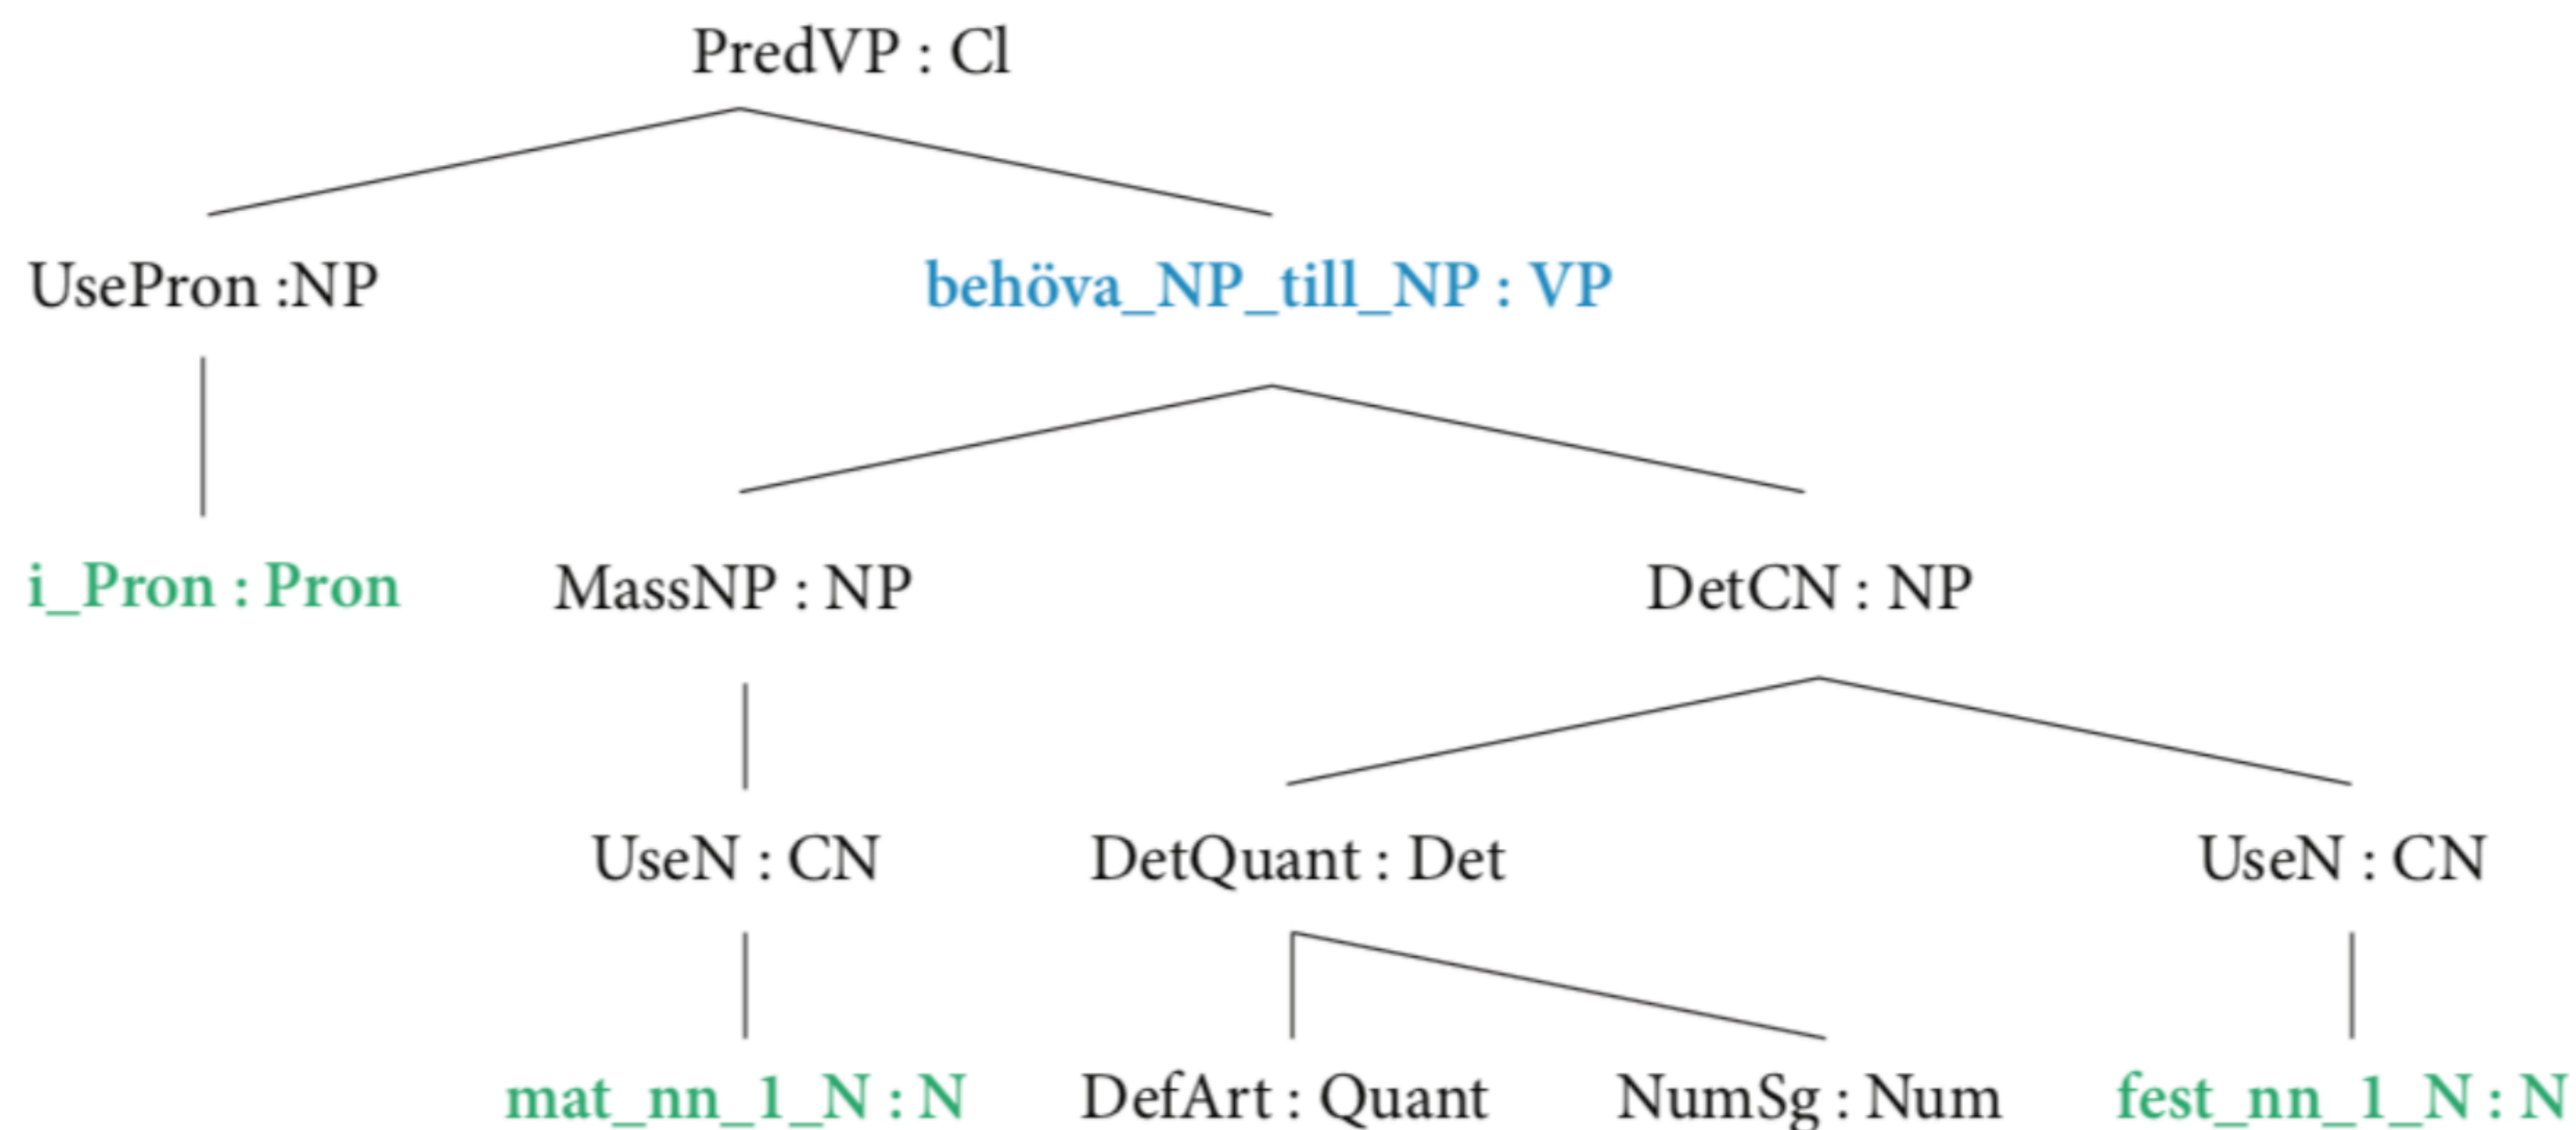 PredVP : Cl
UsePron :NP behöva_NP_till_NP : VP
i_Pron : Pron MassNP : NP DetCN : NP
UseN : CN DetQuant : Det UseN : CN
mat_nn_1_N : N DefArt : Quant NumSg : Num fest_nn_1_N : N